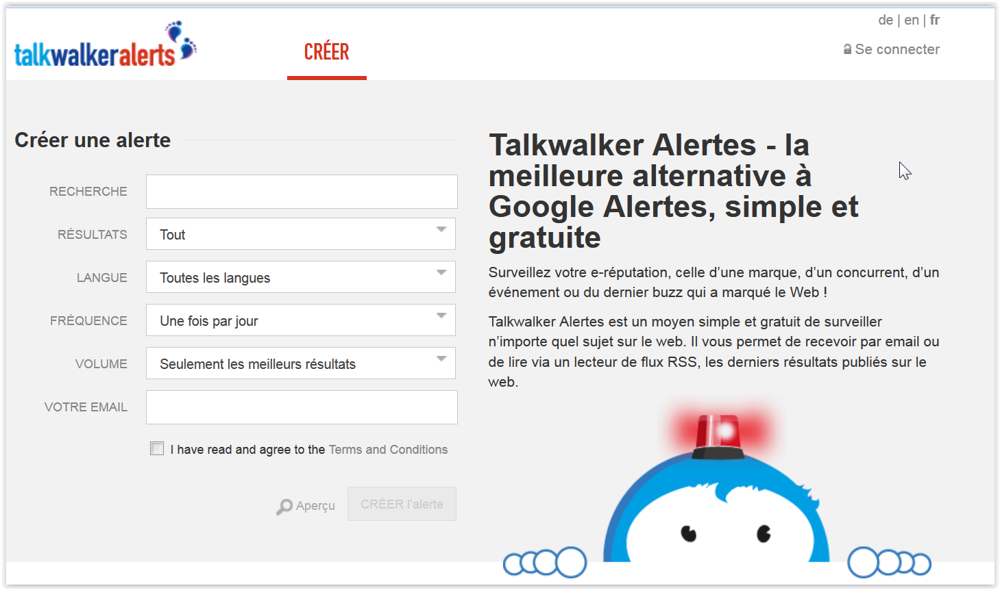 talkwalkeralerts
CRÉER
de | en | fr
Se connecter
Créer une alerte
RECHERCHE
RÉSULTATS
Tout
LANGUE
Toutes les langues
FRÉQUENCE
Une fois par jour
VOLUME
Seulement les meilleurs résultats
VOTRE EMAIL
I have read and agree to the Terms and Conditions
Aperçu
CRÉER l'alerte
Talkwalker Alertes - la
meilleure alternative à
Google Alertes, simple et
gratuite
Surveillez votre e-réputation, celle d’une marque, d’un concurrent, d’un
événement ou du dernier buzz qui a marqué le Web !
Talkwalker Alertes est un moyen simple et gratuit de surveiller
n’importe quel sujet sur le web. Il vous permet de recevoir par email ou
de lire via un lecteur de flux RSS, les derniers résultats publiés sur le
web.